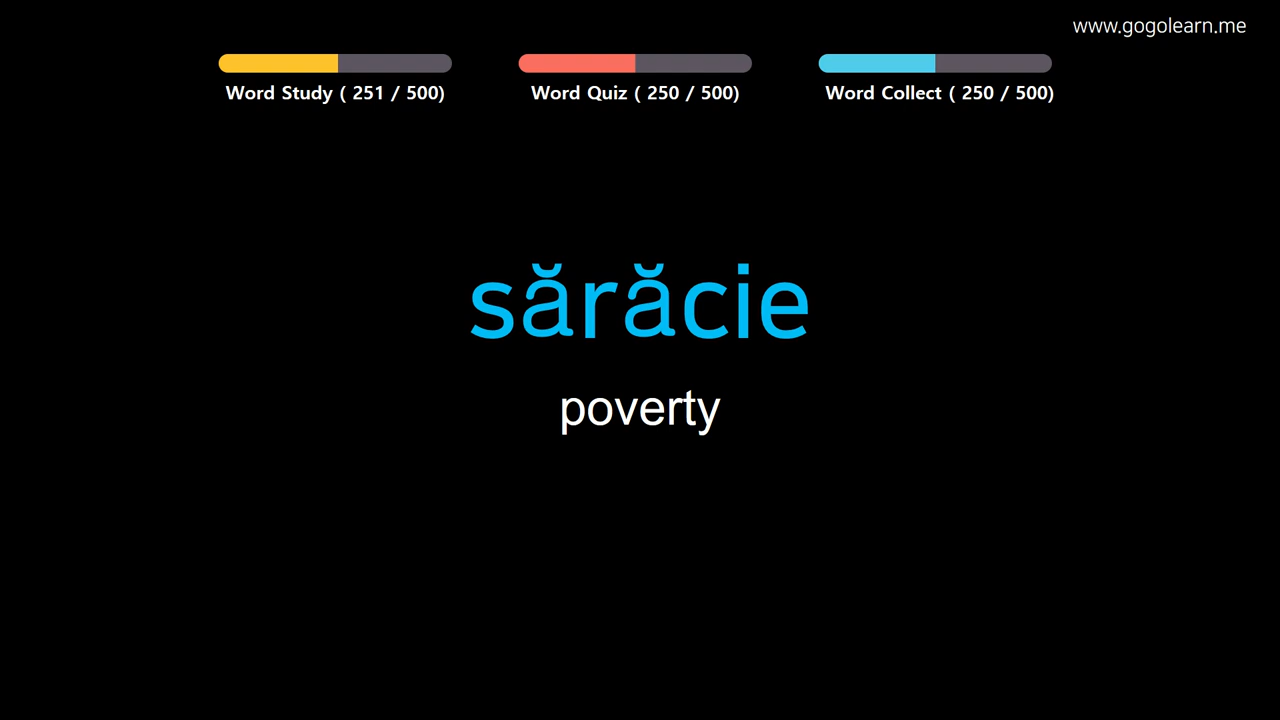 www.gogolearn.me
Word Study ( 251 / 500)
Word Quiz ( 250 / 500)
Word Collect ( 250 / 500)
sărăcie
poverty